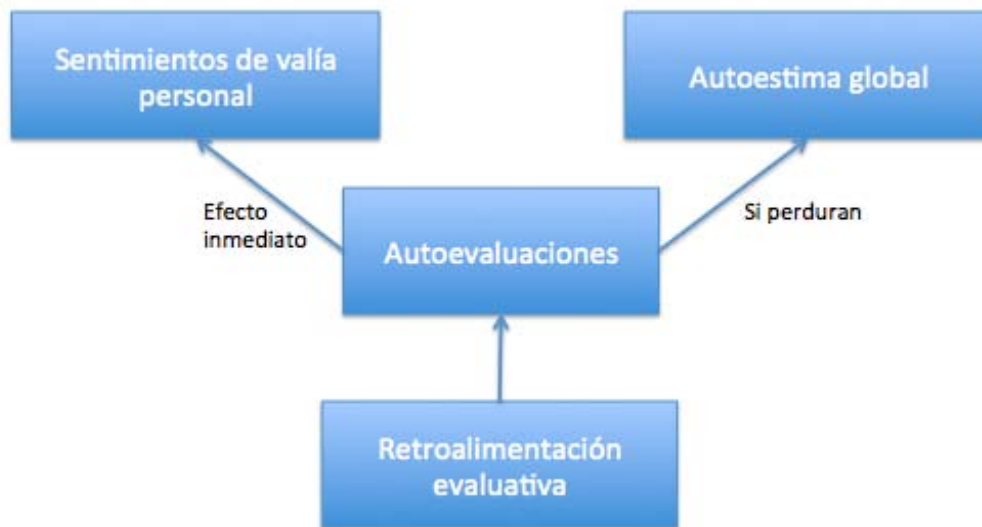 Sentimientos de valía
personal
Autoestima global
Efecto
inmediato
Si perduran
Autoevaluaciones
Retroalimentación
evaluativa